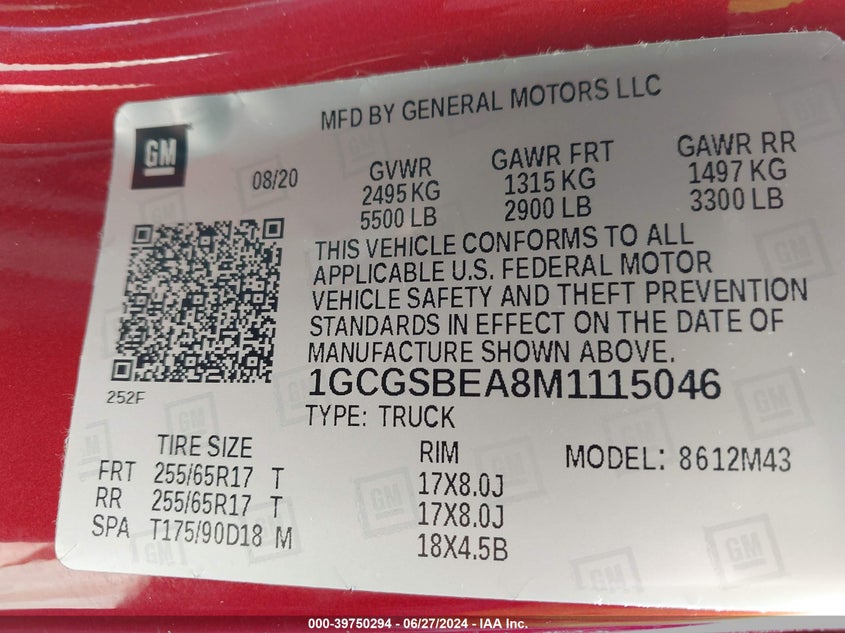 MFD BY GENERAL MOTORS LLC
GM
08/20
GVWR
2495 KG
5500 LB
GAWR FRT
1315 KG
2900 LB
GAWR RR
1497 KG
3300 LB
THIS VEHICLE CONFORMS TO ALL
APPLICABLE U.S. FEDERAL MOTOR
VEHICLE SAFETY AND THEFT PREVENTION
STANDARDS IN EFFECT ON THE DATE OF
MANUFACTURE SHOWN ABOVE.
252F
1GCGSBEA8M1115046
TYPE: TRUCK
TIRE SIZE RIM MODEL: 8612M43
FRT 255/65R17 T 17X8.0J
RR 255/65R17 T 17X8.0J
SPA T175/90D18 M 18X4.5B
000-39750294 - 06/27/2024 - IAA Inc.